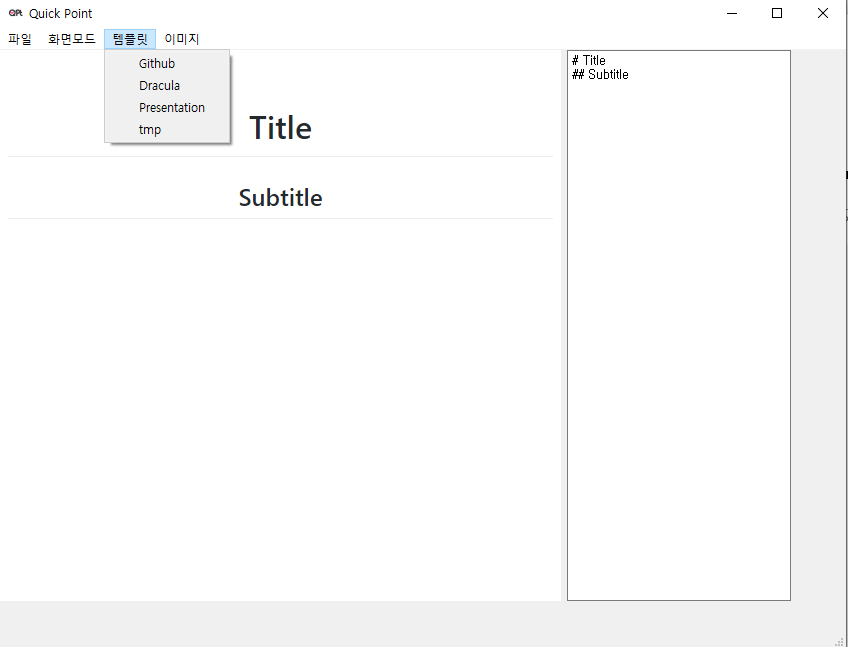 QPt Quick Point
파일 화면모드 템플릿 이미지
Github
Dracula
Presentation
tmp
Title
Subtitle
# Title
## Subtitle